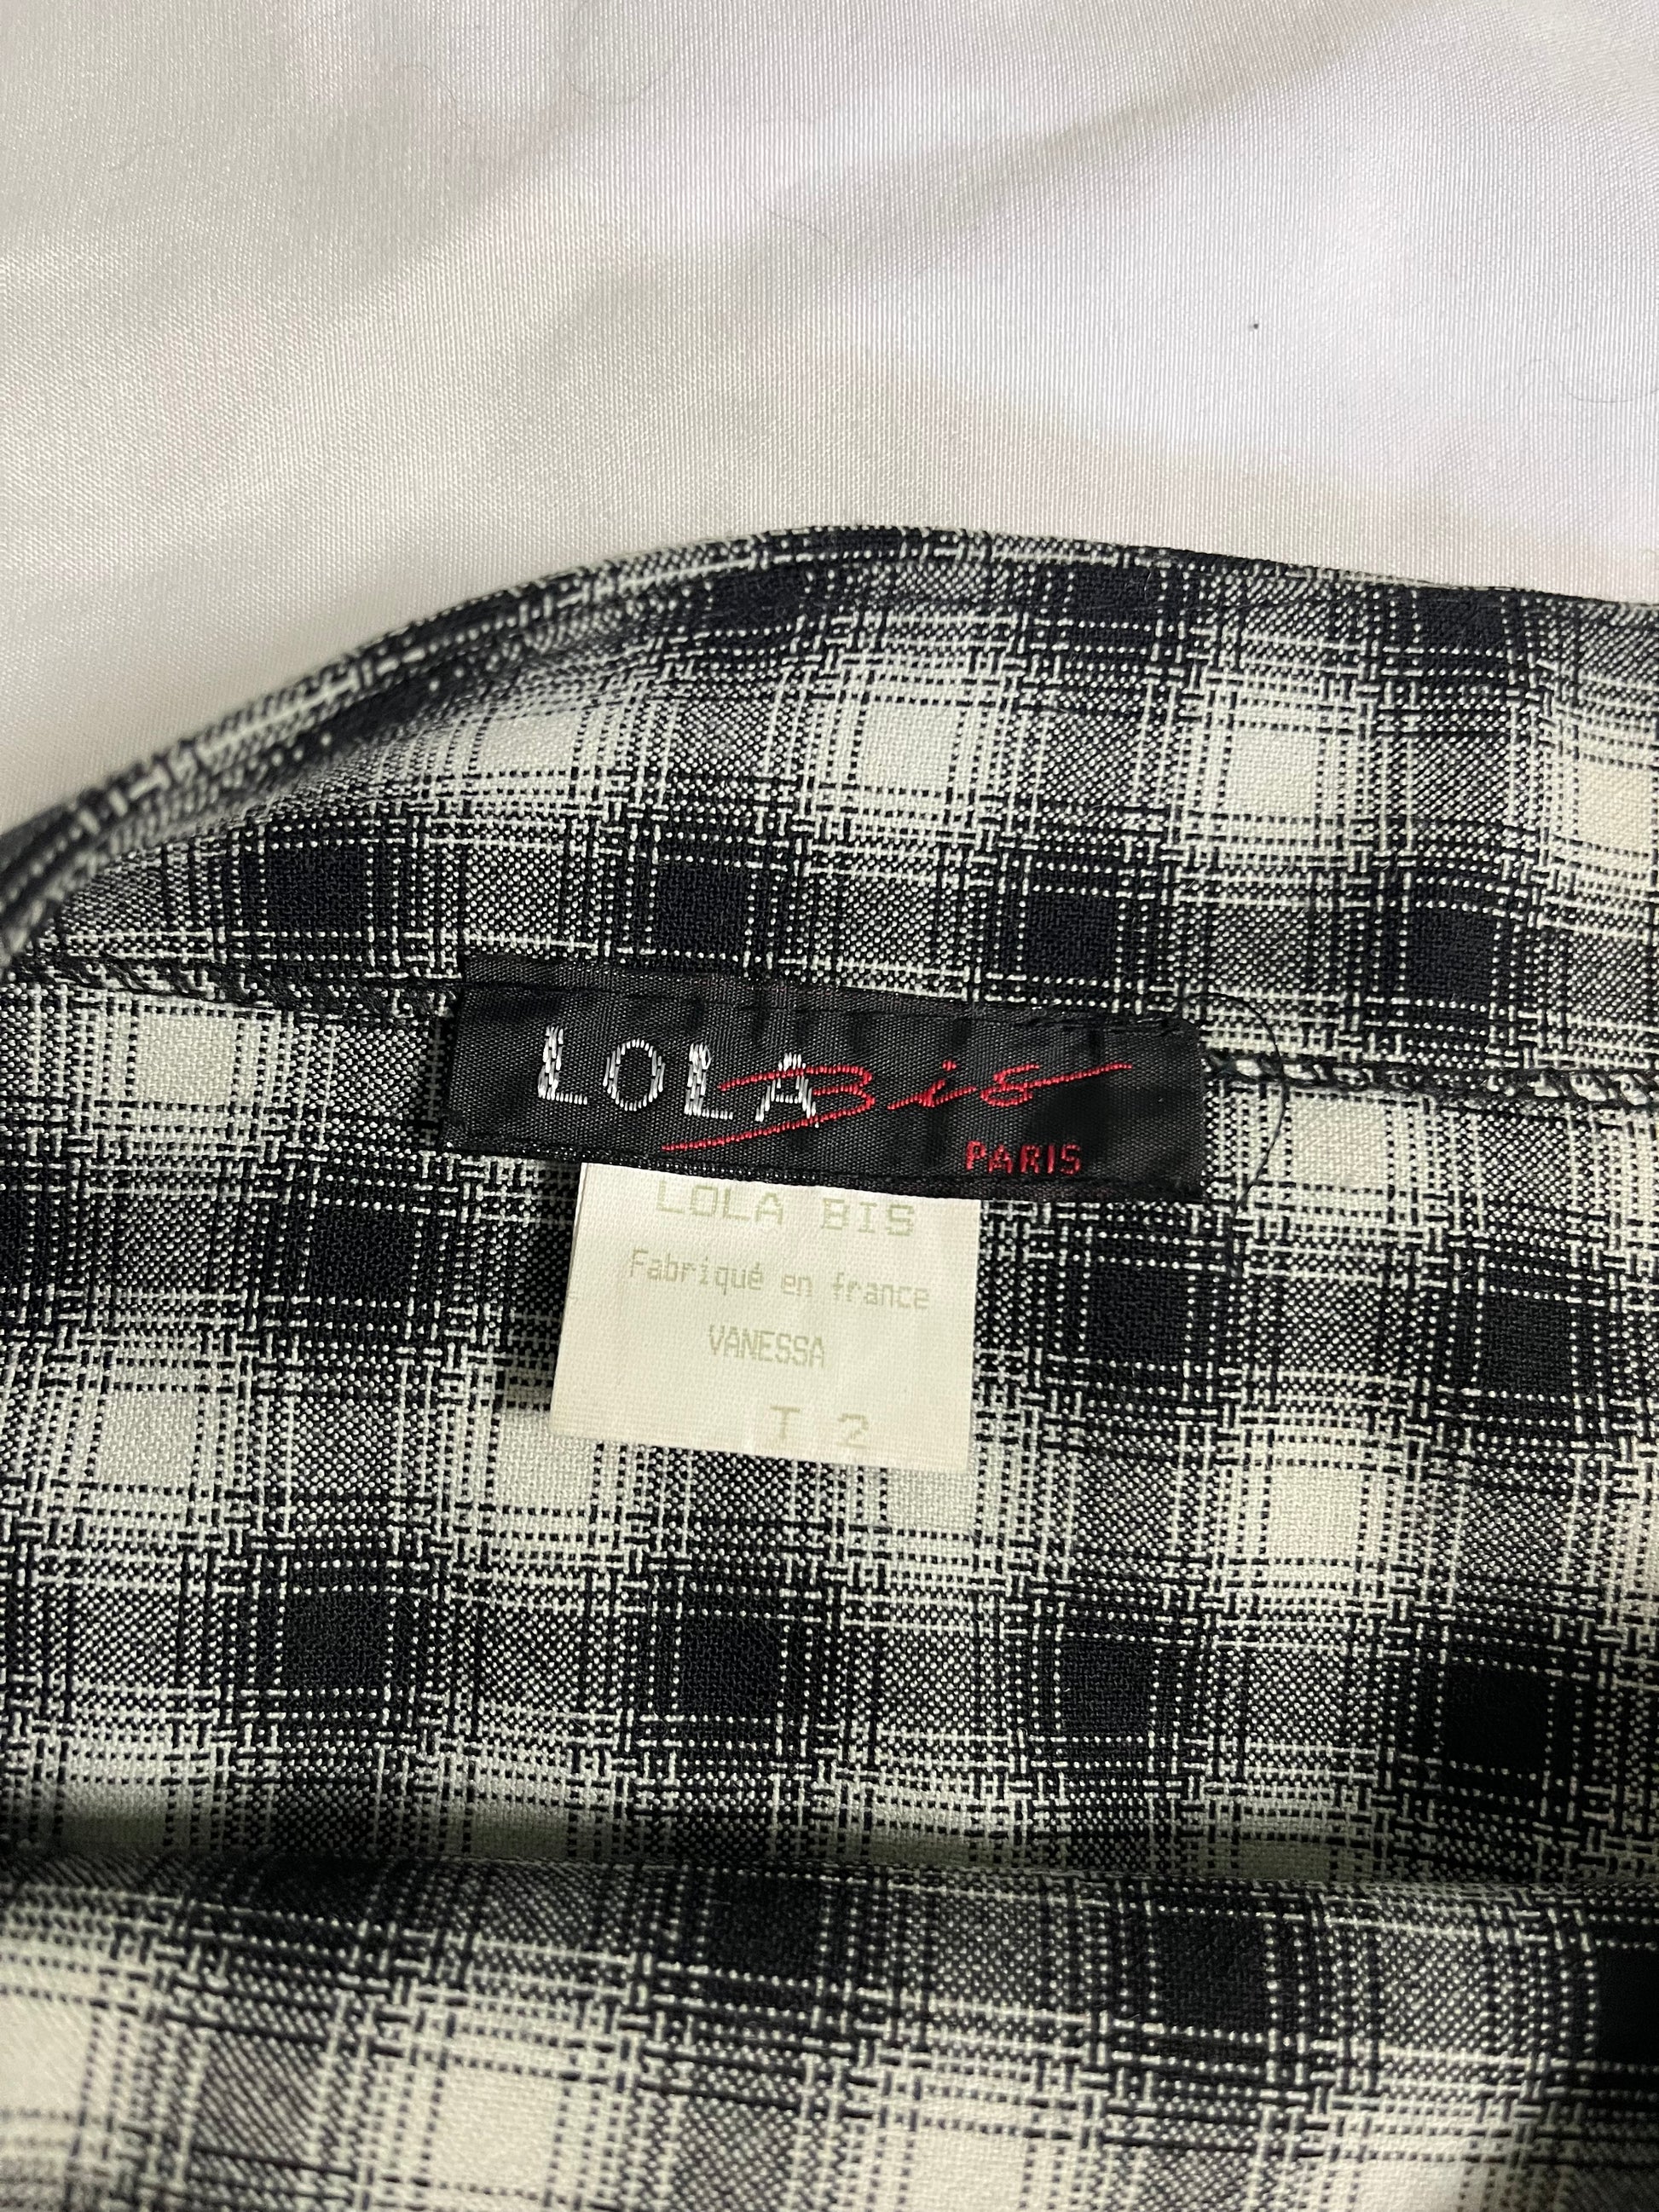 LOLA Bis
PARIS
LOLA BIS
Fabriqué en france
VANESSA
T 2